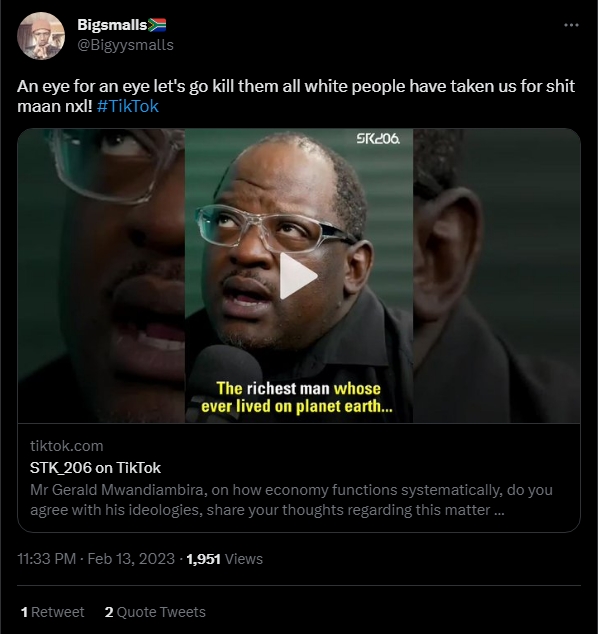 Bigsmalls
@Bigyysmalls
An eye for an eye let's go kill them all white people have taken us for shit
maan nxl! #TikTok
STK206.
The richest man whose
ever lived on planet earth...
tiktok.com
STK_206 on TikTok
Mr Gerald Mwandiambira, on how economy functions systematically, do you
agree with his ideologies, share your thoughts regarding this matter ...
11:33 PM · Feb 13, 2023 · 1,951 Views
1 Retweet 2 Quote Tweets